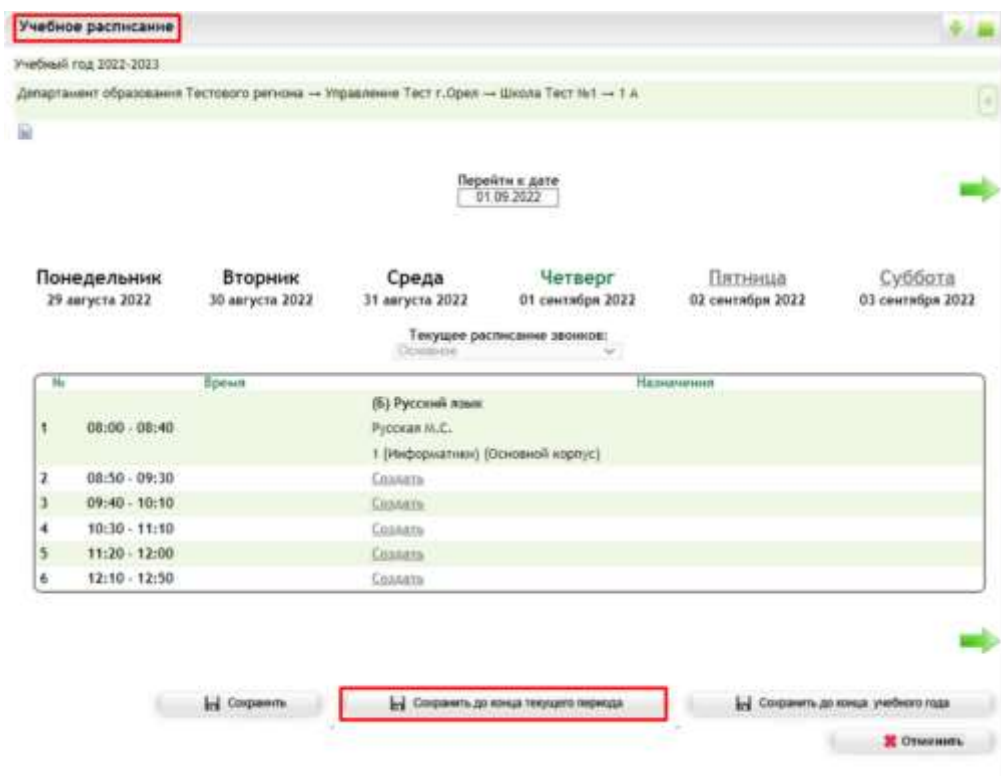 Учебное расписание
Учебный год 2022-2023
Департамент образования Тестового региона → Управление Тест г.Орел → Школа Тест №1 → 1 А
Перейти к дате
01.09.2022
Понедельник Вторник Среда Четверг Пятница Суббота
29 августа 2022 30 августа 2022 31 августа 2022 01 сентября 2022 02 сентября 2022 03 сентября 2022
Текущее расписание звонков:
Основное
№ Время Назначения
(Б) Русский язык
1 08:00 - 08:40 Русская М.С.
1 (Информатики) (Основной корпус)
2 08:50 - 09:30 Создать
3 09:40 - 10:10 Создать
4 10:30 - 11:10 Создать
5 11:20 - 12:00 Создать
6 12:10 - 12:50 Создать
Сохранить Сохранить до конца текущего периода Сохранить до конца учебного года
Отменить